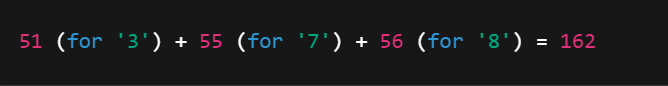 51 (for '3') + 55 (for '7') + 56 (for '8') = 162